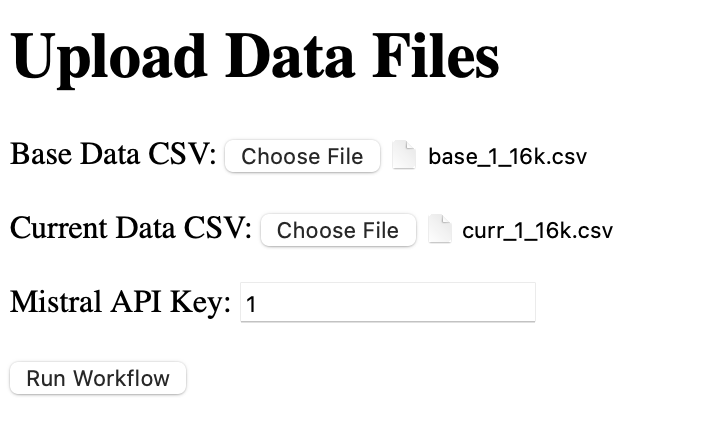 Upload Data Files
Base Data CSV: Choose File base_1_16k.csv
Current Data CSV: Choose File curr_1_16k.csv
Mistral API Key: 1
Run Workflow